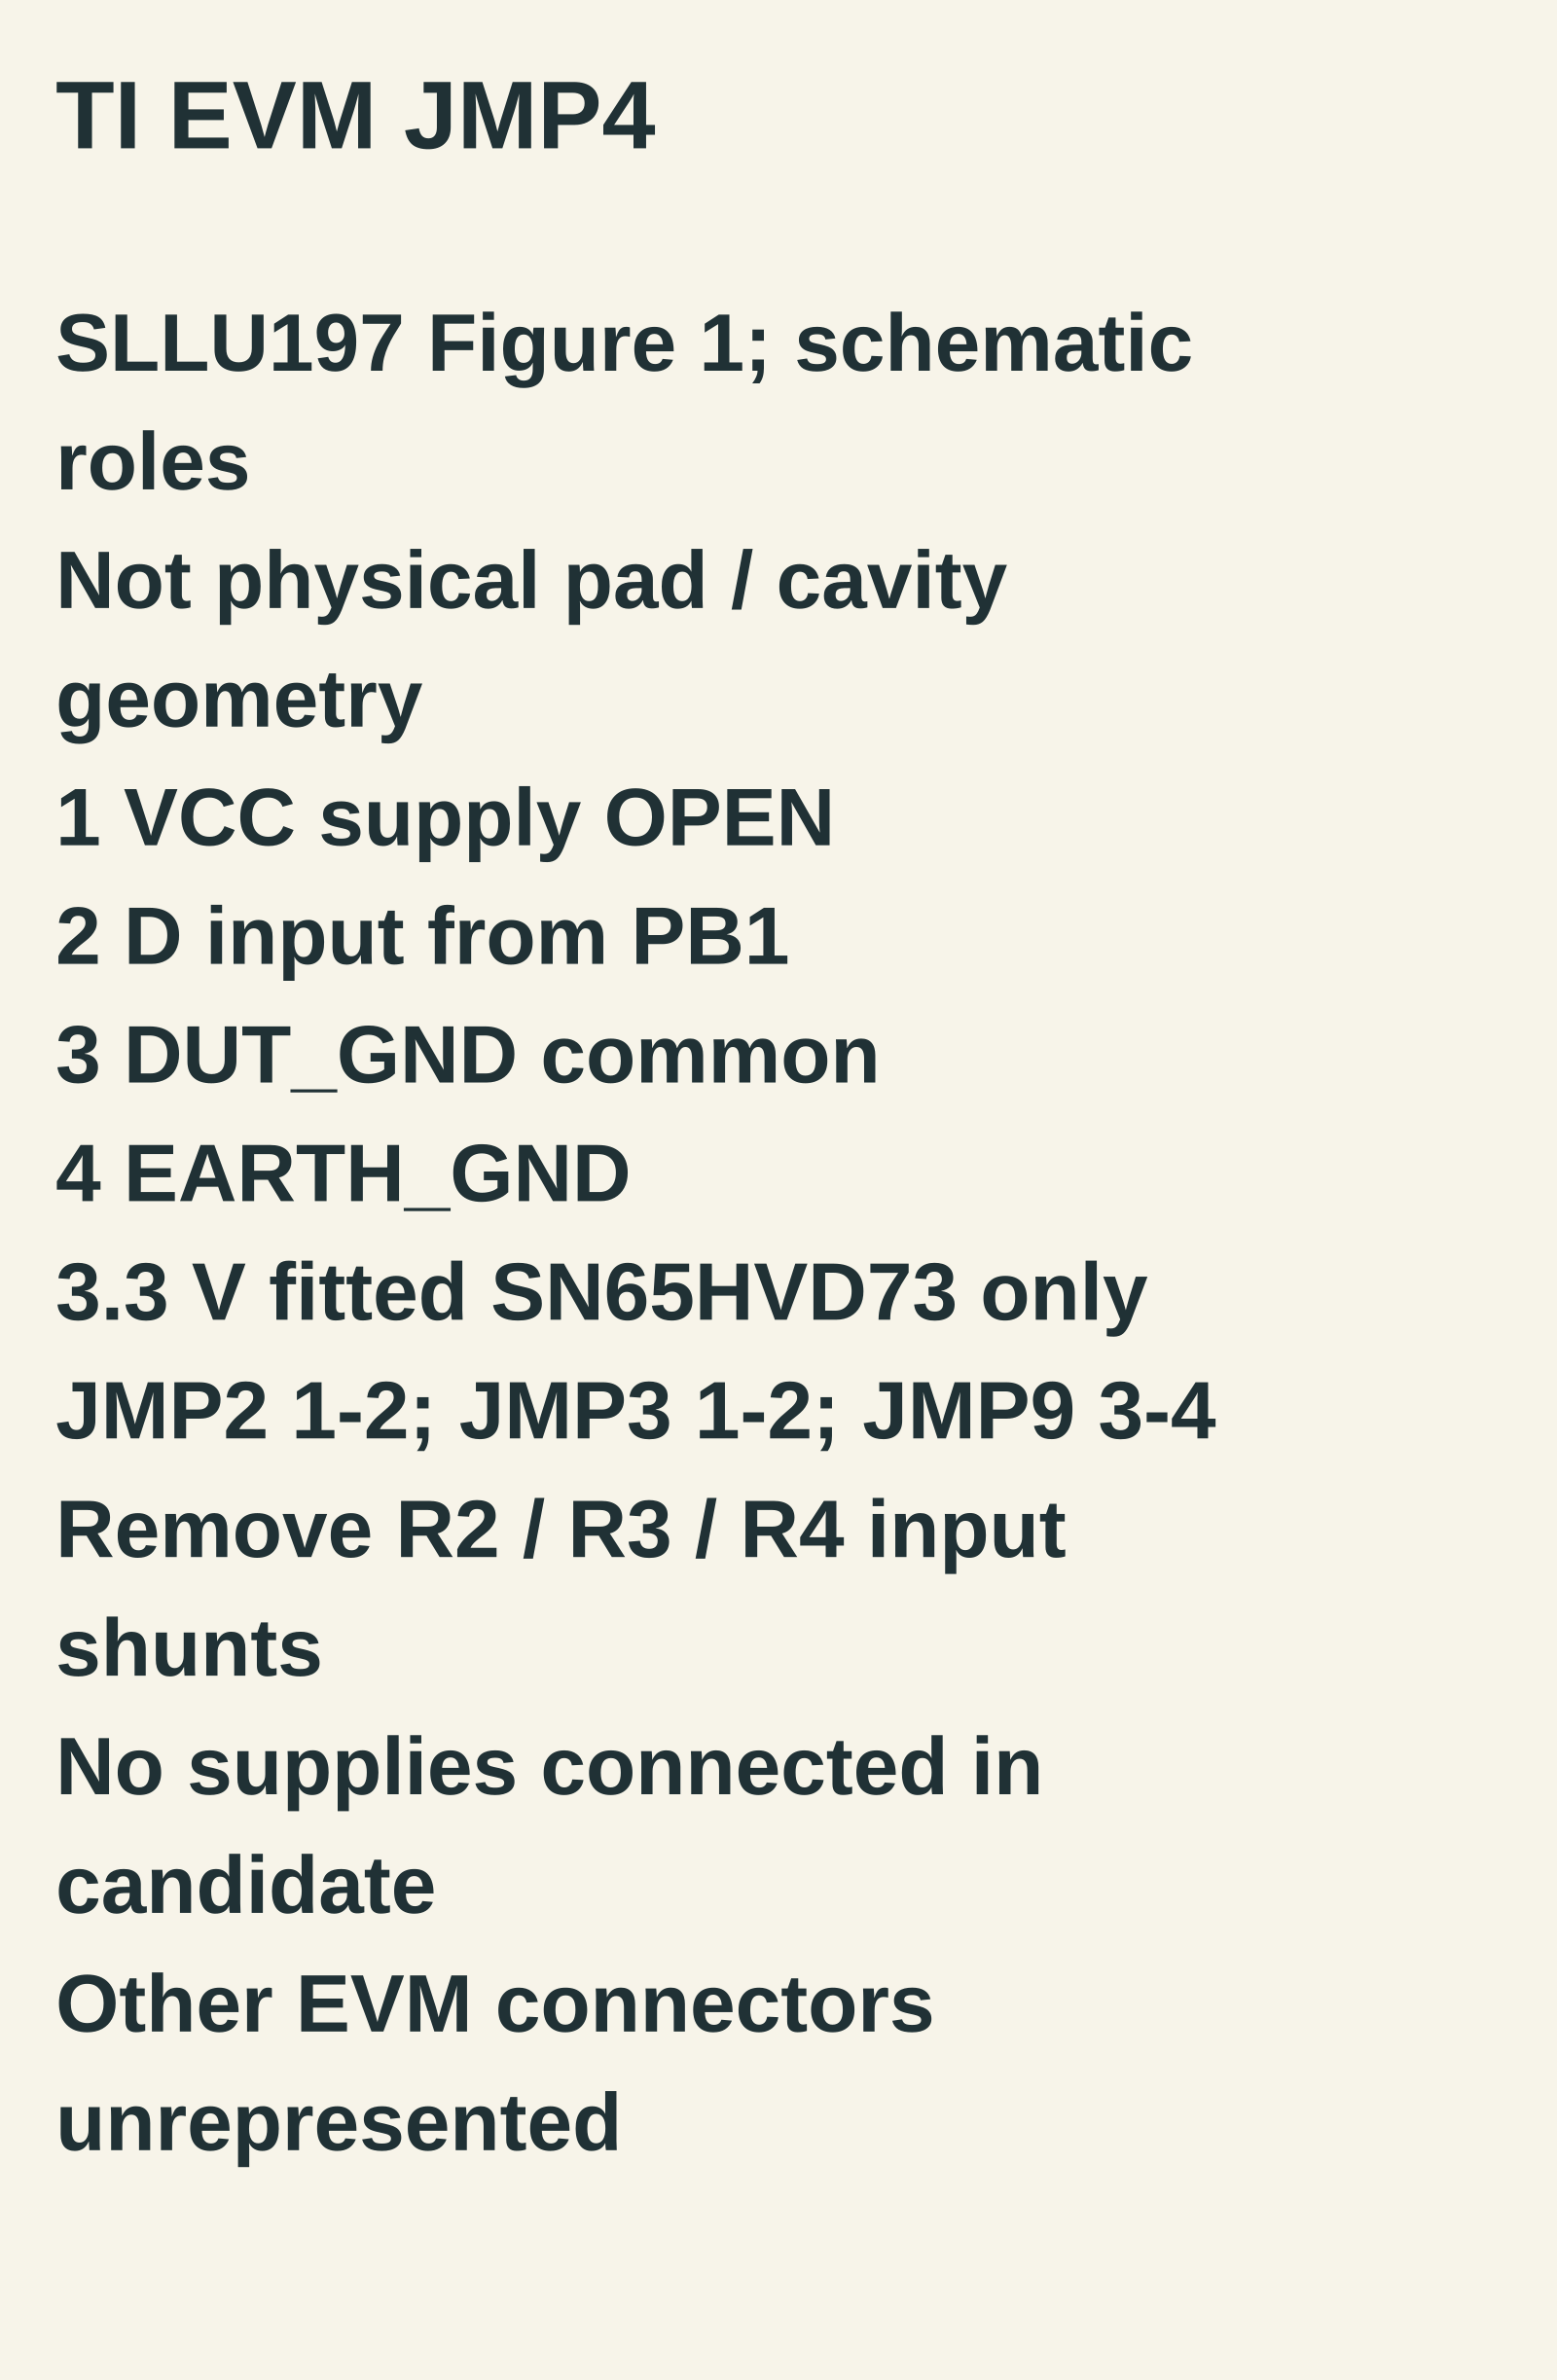 TI EVM JMP4
SLLU197 Figure 1; schematic
roles
Not physical pad / cavity
geometry
1 VCC supply OPEN
2 D input from PB1
3 DUT_GND common
4 EARTH_GND
3.3 V fitted SN65HVD73 only
JMP2 1-2; JMP3 1-2; JMP9 3-4
Remove R2 / R3 / R4 input
shunts
No supplies connected in
candidate
Other EVM connectors
unrepresented